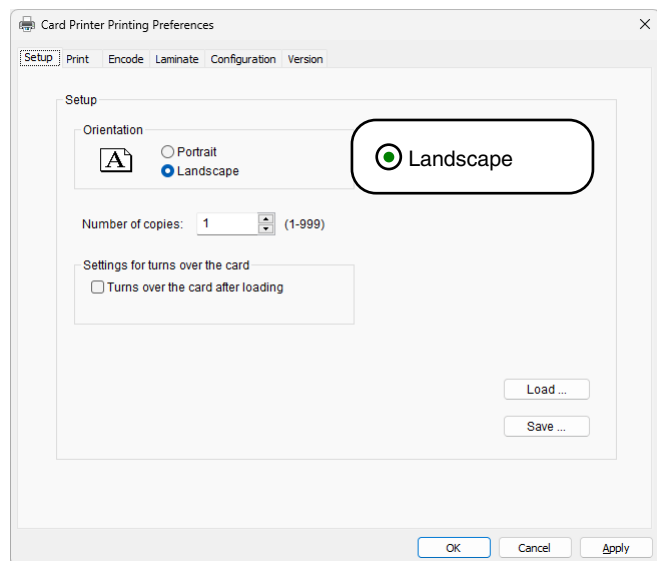 Card Printer Printing Preferences
Setup Print Encode Laminate Configuration Version
Setup
Orientation
A
Portrait
Landscape
Landscape
Number of copies: 1 (1-999)
Settings for turns over the card
Turns over the card after loading
Load ...
Save ...
OK Cancel Apply